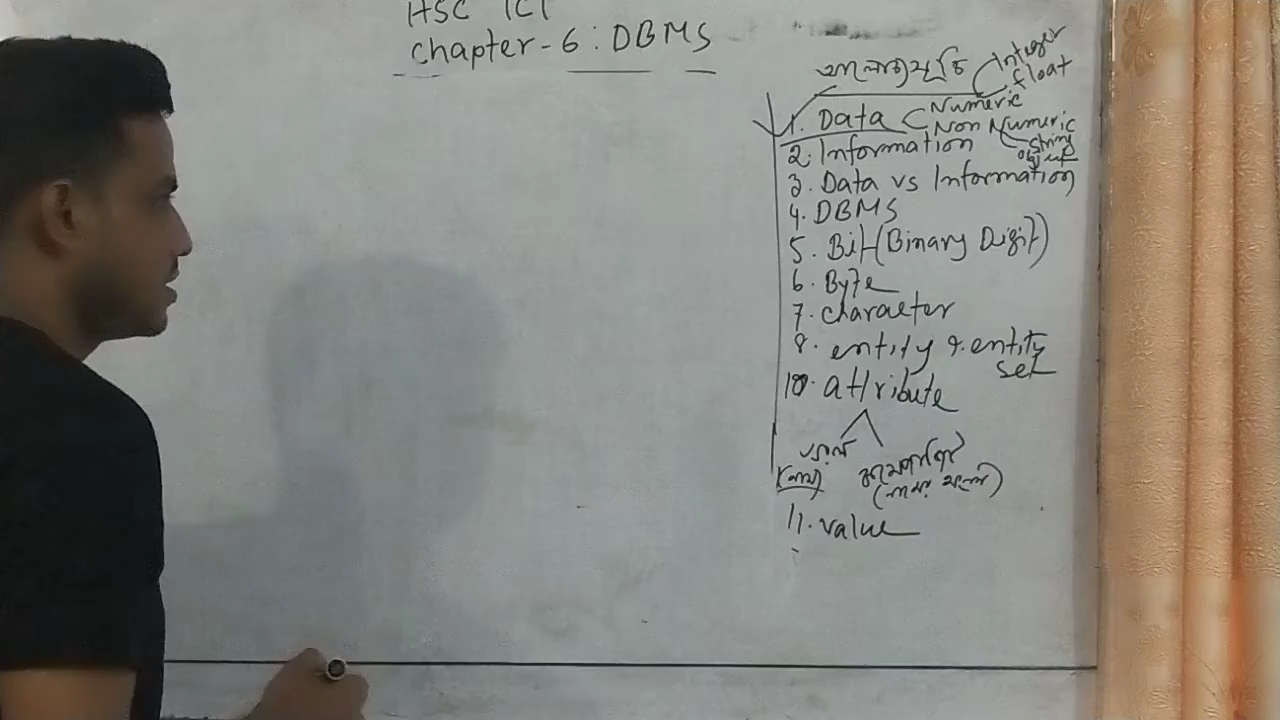 HSC ICT
Chapter-6: DBMS
Integer
float
1. Data
Numeric
Non Numeric
String
object
2. Information
3. Data vs Information
4. DBMS
5. Bit (Binary Digit)
6. Byte
7. character
8. entity & entity
set
10. attribute
11. value